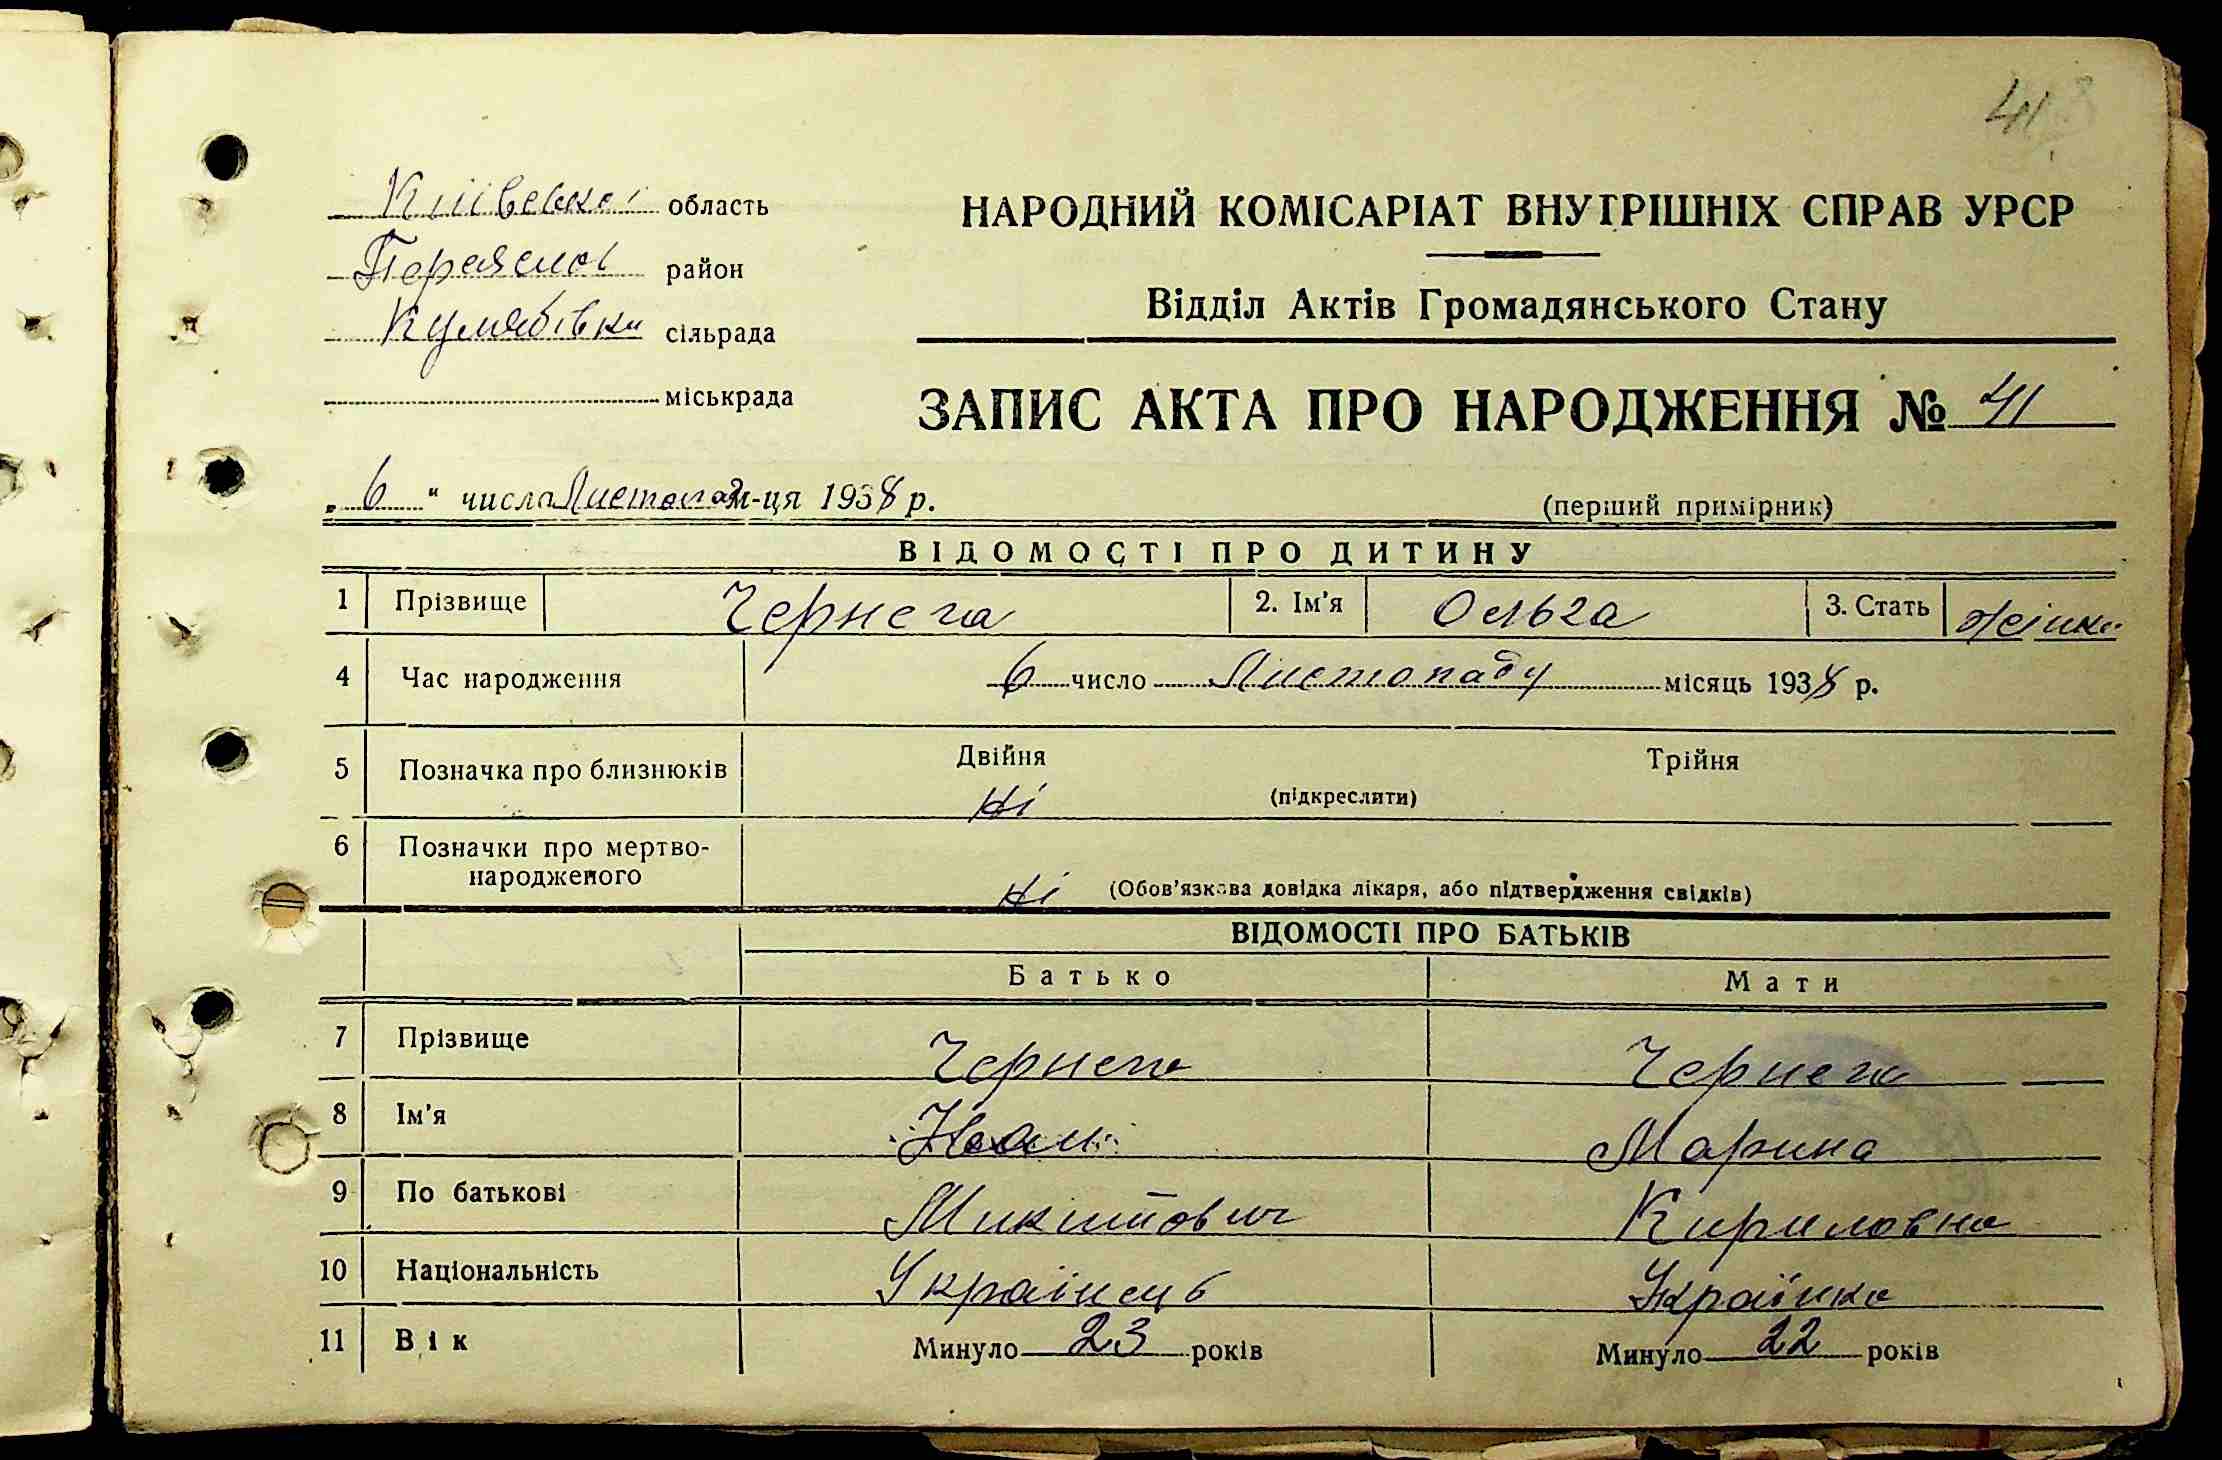 41
Київської область
НАРОДНИЙ КОМІСАРІАТ ВНУТРІШНІХ СПРАВ УРСР
Переяслов район
Відділ Актів Громадянського Стану
сільрада
міськрада
ЗАПИС АКТА ПРО НАРОДЖЕННЯ № 41
„ 6 “ числа Листопад м-ця 1938 р.
(перший примірник)
ВІДОМОСТІ ПРО ДИТИНУ
1 Прізвище Чернега 2. Ім’я Ольга 3. Стать жінка
4 Час народження 6 число Листопаду місяць 1938 р.
5 Позначка про близнюків Двійня Трійня
ні (підкреслити)
6 Позначки про мертво-
народженого ні (Обов’язкова довідка лікаря, або підтвердження свідків)
ВІДОМОСТІ ПРО БАТЬКІВ
Батько Мати
7 Прізвище Чернега Чернега
8 Ім’я Іван Марина
9 По батькові Микитович Кириловна
10 Національність Українець Українка
11 Вік Минуло 23 років Минуло 22 років